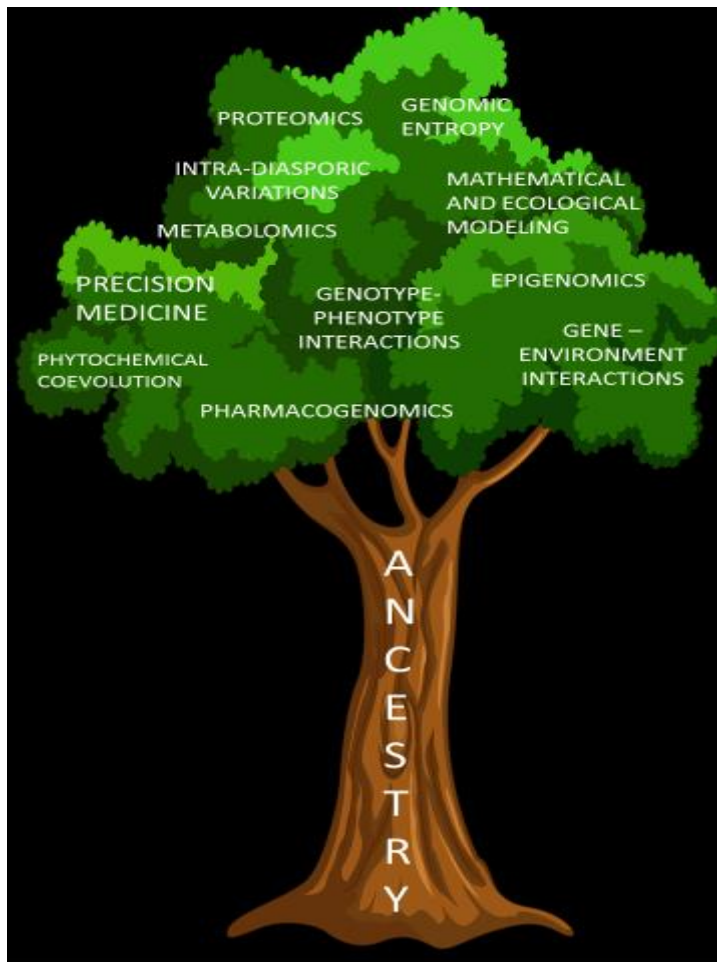 PROTEOMICS
GENOMIC
ENTROPY
INTRA-DIASPORIC
VARIATIONS
MATHEMATICAL
AND ECOLOGICAL
MODELING
METABOLOMICS
PRECISION
MEDICINE
GENOTYPE-
PHENOTYPE
INTERACTIONS
EPIGENOMICS
GENE –
ENVIRONMENT
INTERACTIONS
PHYTOCHEMICAL
COEVOLUTION
PHARMACOGENOMICS
A
N
C
E
S
T
R
Y